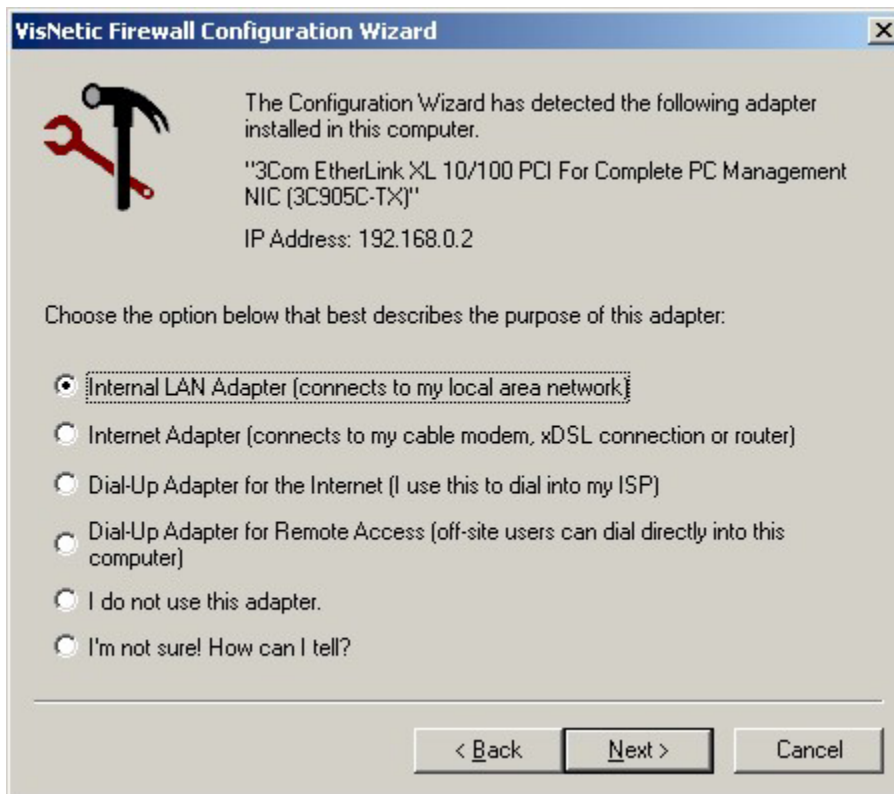 VisNetic Firewall Configuration Wizard
The Configuration Wizard has detected the following adapter
installed in this computer.
"3Com EtherLink XL 10/100 PCI For Complete PC Management
NIC (3C905C-TX)"
IP Address: 192.168.0.2
Choose the option below that best describes the purpose of this adapter:
Internal LAN Adapter (connects to my local area network)
Internet Adapter (connects to my cable modem, xDSL connection or router)
Dial-Up Adapter for the Internet (I use this to dial into my ISP)
Dial-Up Adapter for Remote Access (off-site users can dial directly into this
computer)
I do not use this adapter.
I'm not sure! How can I tell?
< Back
Next >
Cancel